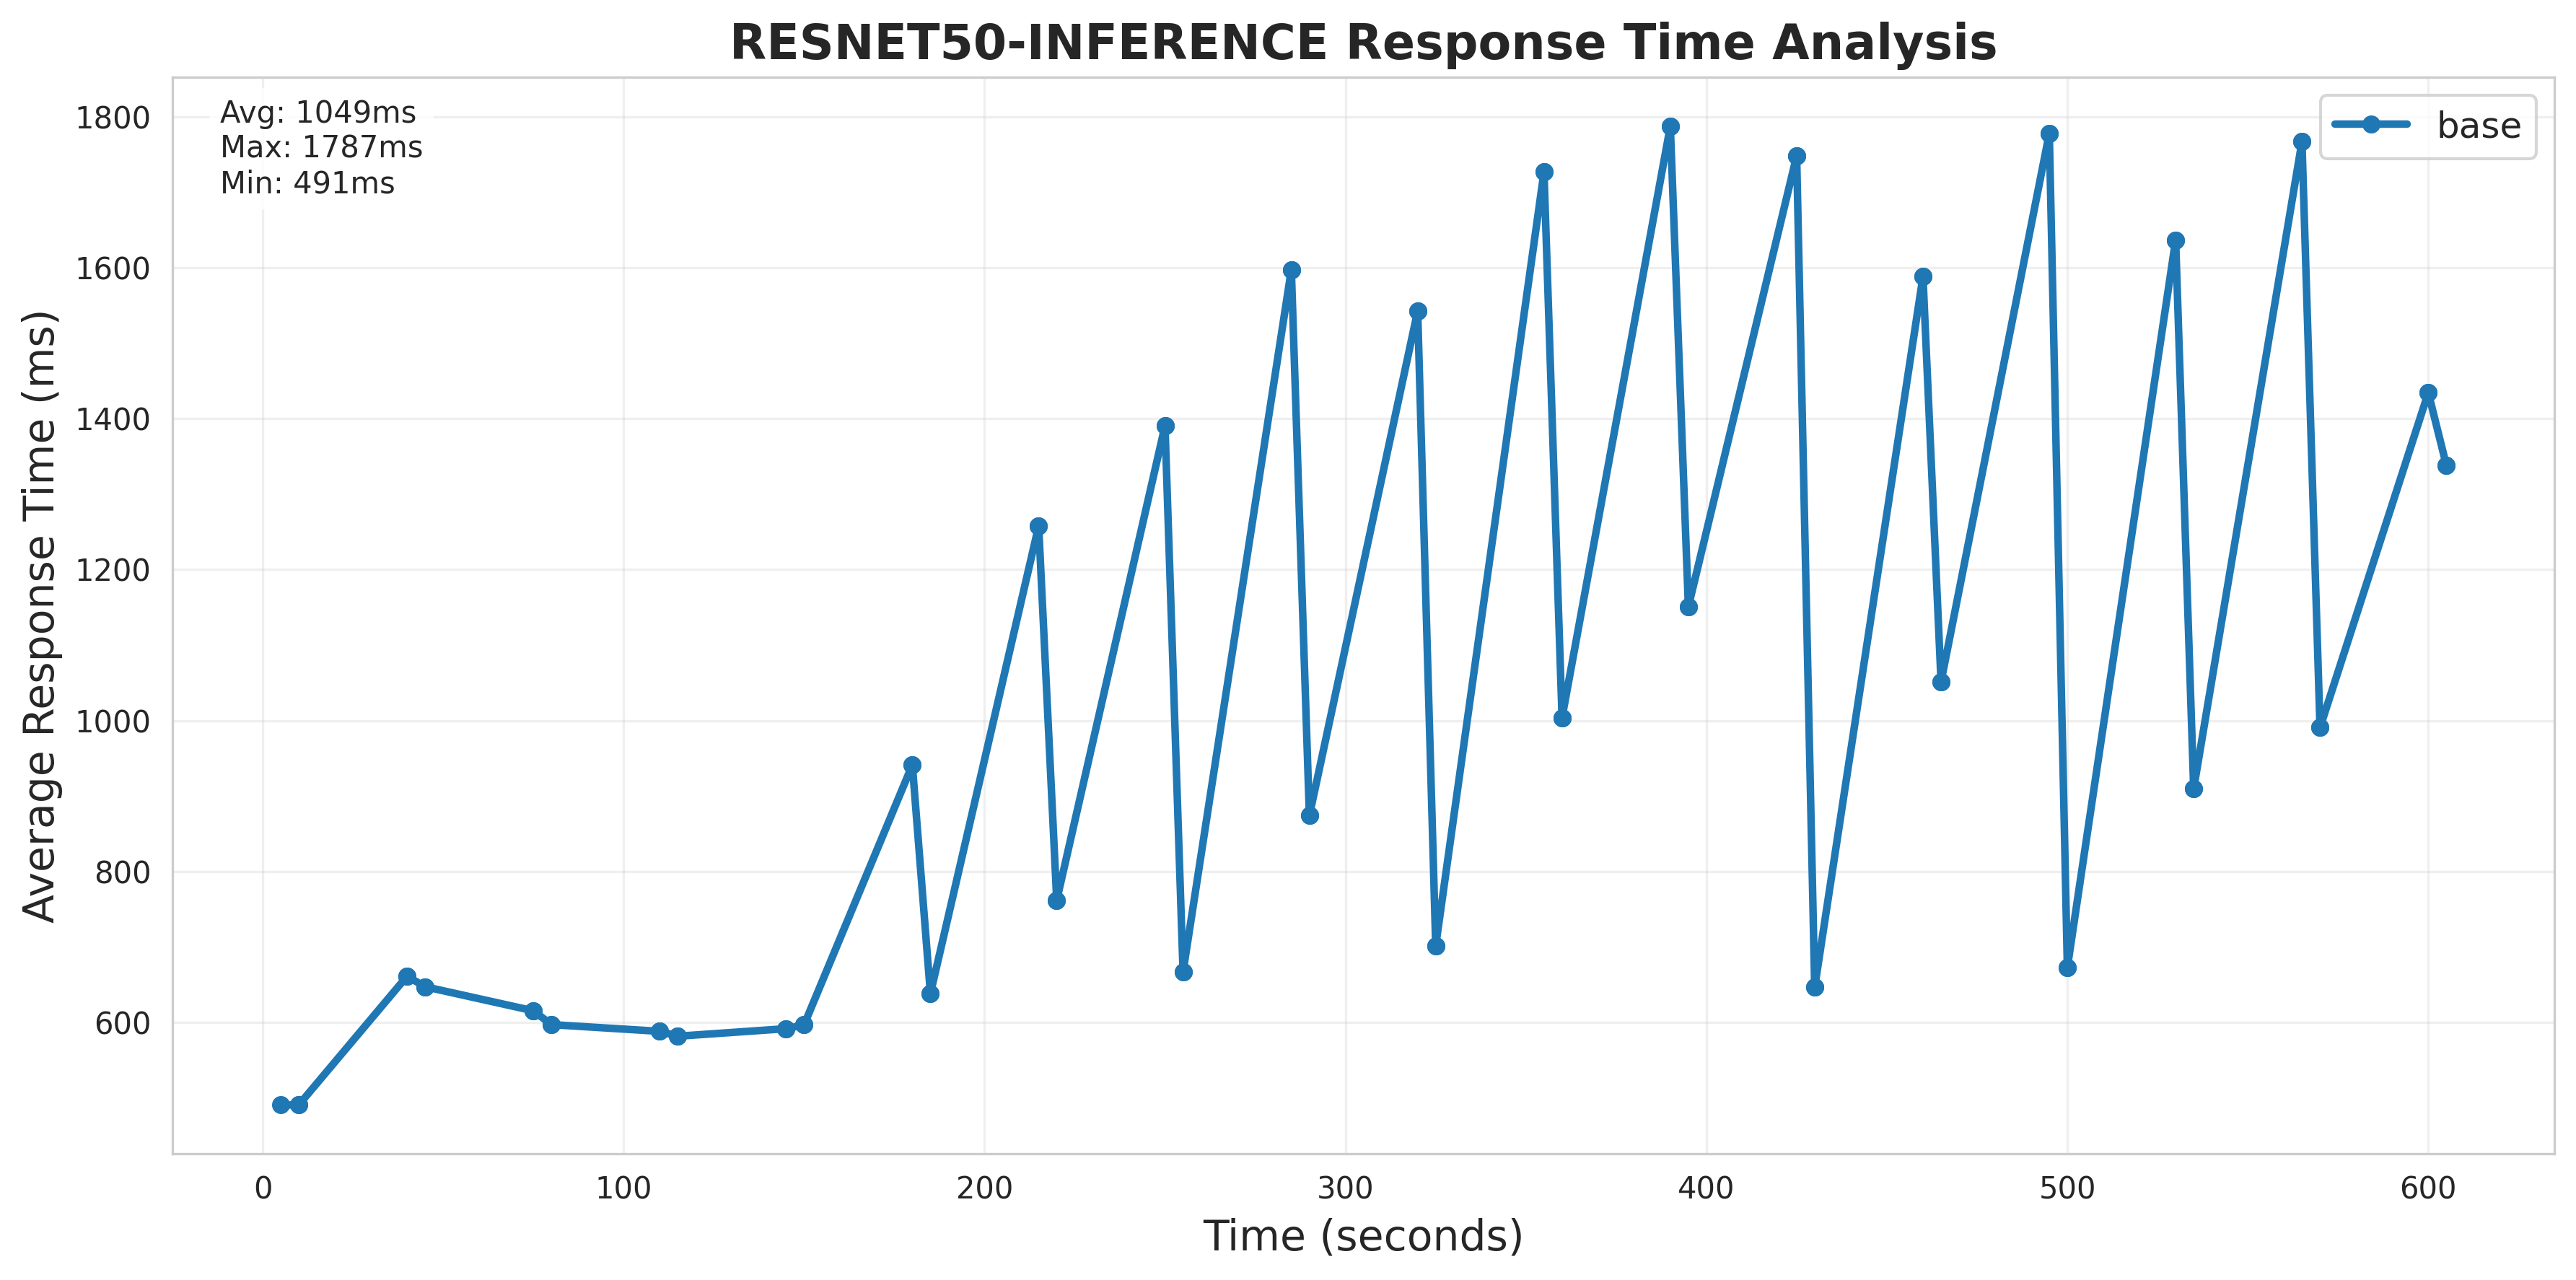 RESNET50-INFERENCE Response Time Analysis
Avg: 1049ms
Max: 1787ms
Min: 491ms
base
Average Response Time (ms)
1800
1600
1400
1200
1000
800
600
0 100 200 300 400 500 600
Time (seconds)